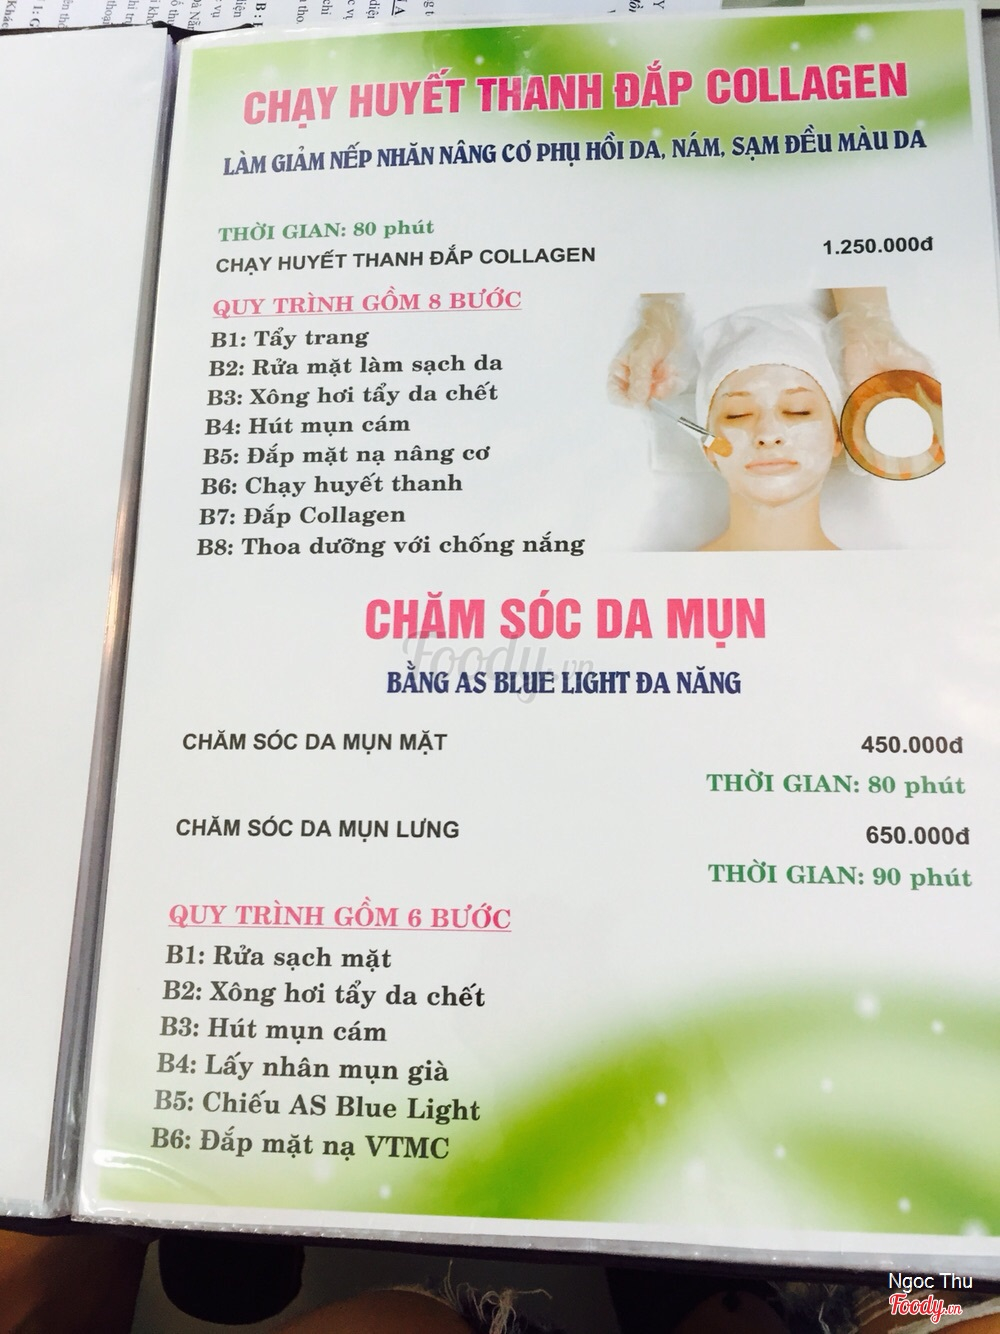 CHẠY HUYẾT THANH ĐẮP COLLAGEN
LÀM GIẢM NẾP NHĂN NÂNG CƠ PHỤ HỒI DA, NÁM, SẠM ĐỀU MÀU DA
THỜI GIAN: 80 phút
CHẠY HUYẾT THANH ĐẮP COLLAGEN 1.250.000đ
QUY TRÌNH GỒM 8 BƯỚC
B1: Tẩy trang
B2: Rửa mặt làm sạch da
B3: Xông hơi tẩy da chết
B4: Hút mụn cám
B5: Đắp mặt nạ nâng cơ
B6: Chạy huyết thanh
B7: Đắp Collagen
B8: Thoa dưỡng với chống nắng
CHĂM SÓC DA MỤN
Foody.vn
BẰNG AS BLUE LIGHT ĐA NĂNG
CHĂM SÓC DA MỤN MẶT 450.000đ
THỜI GIAN: 80 phút
CHĂM SÓC DA MỤN LƯNG 650.000đ
THỜI GIAN: 90 phút
QUY TRÌNH GỒM 6 BƯỚC
B1: Rửa sạch mặt
B2: Xông hơi tẩy da chết
B3: Hút mụn cám
B4: Lấy nhân mụn già
B5: Chiếu AS Blue Light
B6: Đắp mặt nạ VTMC
Ngoc Thu
Foody.vn